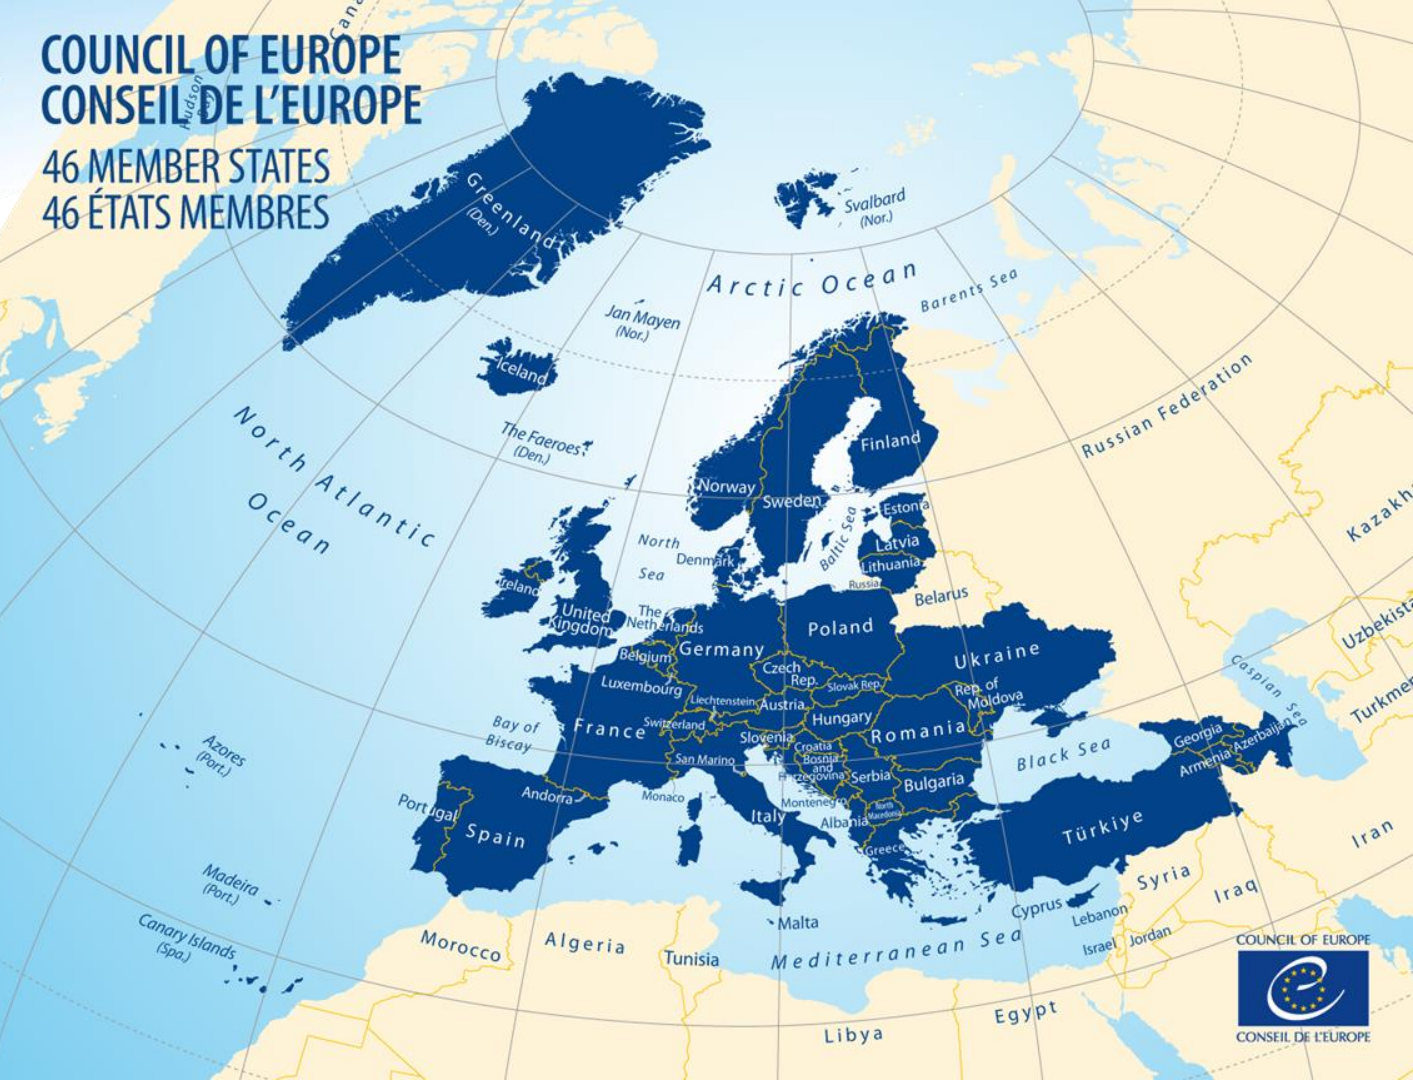 COUNCIL OF EUROPE
CONSEIL DE L'EUROPE
46 MEMBER STATES
46 ÉTATS MEMBRES
Hudson
Greenland
(Den.)
Svalbard
(Nor.)
Arctic Ocean
Barents Sea
Jan Mayen
(Nor.)
Iceland
The Faeroes
(Den.)
North Atlantic
Ocean
Russian Federation
Finland
Norway
Sweden
Estonia
Latvia
Lithuania
Russia
Baltic Sea
North
Sea
Denmark
Ireland
United
Kingdom
The
Netherlands
Belarus
Poland
Germany
Belgium
Luxembourg
Czech
Rep.
Slovak Rep.
Ukraine
Rep. of
Moldova
Liechtenstein
Austria
Switzerland
Hungary
France
Romania
Slovenia
Croatia
Bosnia
and
Herzegovina
Serbia
Bulgaria
San Marino
Bay of
Biscay
Monaco
Andorra
Montenegro
North
Macedonia
Albania
Italy
Greece
Portugal
Spain
Black Sea
Türkiye
Georgia
Armenia
Azerbaijan
Caspian Sea
Kazakh
Uzbekista
Turkmen
Azores
(Port.)
Madeira
(Port.)
Canary Islands
(Spa.)
Malta
Mediterranean Sea
Cyprus
Lebanon
Syria
Iraq
Iran
Israel
Jordan
Morocco
Algeria
Tunisia
Libya
Egypt
COUNCIL OF EUROPE
CONSEIL DE L'EUROPE